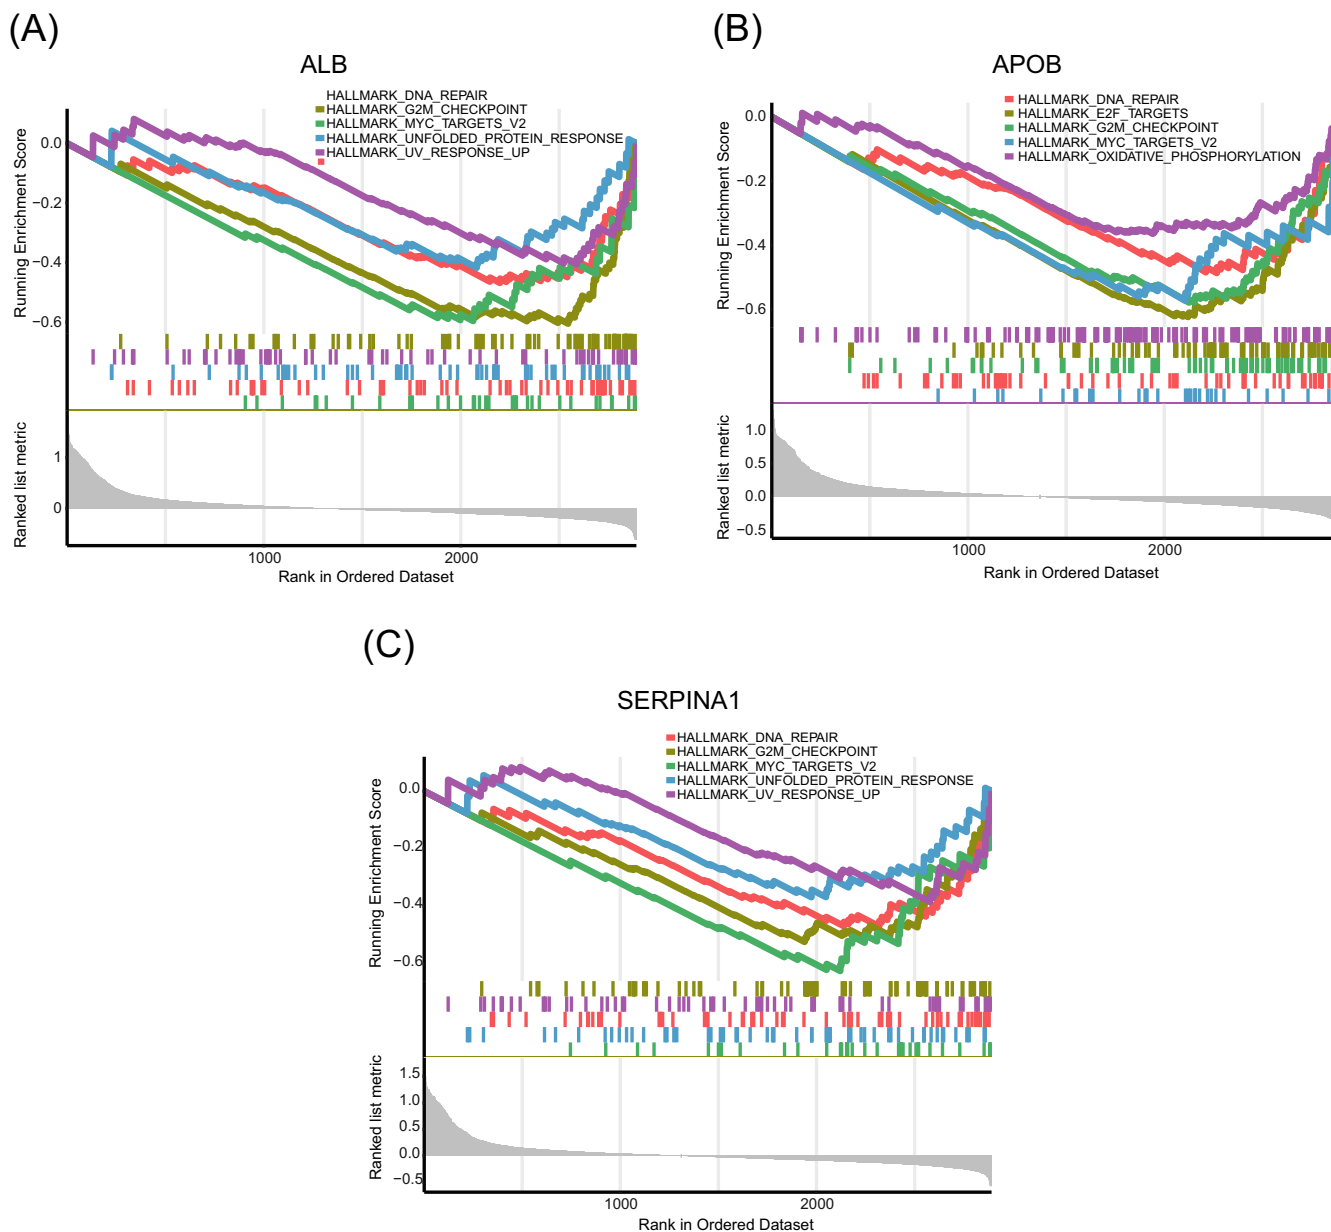 (A)
ALB
HALLMARK_DNA_REPAIR
HALLMARK_G2M_CHECKPOINT
HALLMARK_MYC_TARGETS_V2
HALLMARK_UNFOLDED_PROTEIN_RESPONSE
HALLMARK_UV_RESPONSE_UP
Running Enrichment Score
0.0
−0.2
−0.4
−0.6
Ranked list metric
1
0
1000 2000
Rank in Ordered Dataset
(B)
APOB
HALLMARK_DNA_REPAIR
HALLMARK_E2F_TARGETS
HALLMARK_G2M_CHECKPOINT
HALLMARK_MYC_TARGETS_V2
HALLMARK_OXIDATIVE_PHOSPHORYLATION
Running Enrichment Score
0.0
−0.2
−0.4
−0.6
Ranked list metric
1.0
0.5
0.0
−0.5
1000 2000
Rank in Ordered Dataset
(C)
SERPINA1
HALLMARK_DNA_REPAIR
HALLMARK_G2M_CHECKPOINT
HALLMARK_MYC_TARGETS_V2
HALLMARK_UNFOLDED_PROTEIN_RESPONSE
HALLMARK_UV_RESPONSE_UP
Running Enrichment Score
0.0
−0.2
−0.4
−0.6
Ranked list metric
1.5
1.0
0.5
0.0
−0.5
1000 2000
Rank in Ordered Dataset